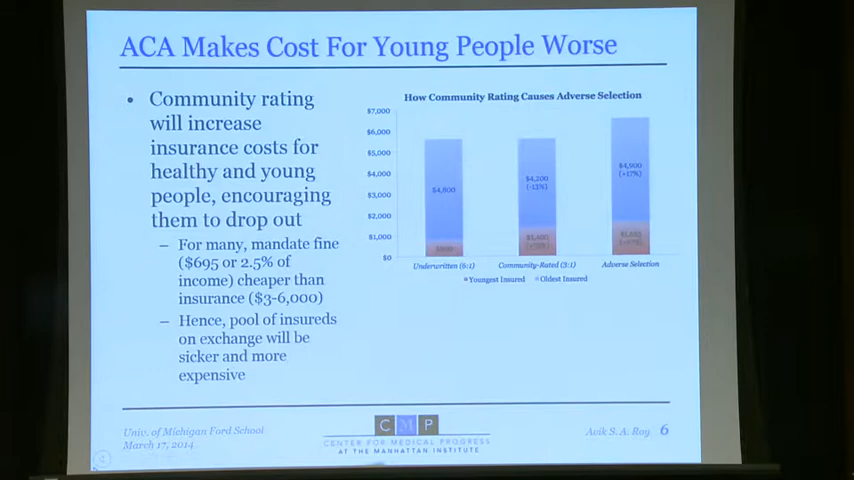 ACA Makes Cost For Young People Worse
• Community rating
will increase
insurance costs for
healthy and young
people, encouraging
them to drop out
– For many, mandate fine
($695 or 2.5% of
income) cheaper than
insurance ($3-6,000)
– Hence, pool of insureds
on exchange will be
sicker and more
expensive
How Community Rating Causes Adverse Selection
$7,000
$6,000
$5,000
$4,000
$3,000
$2,000
$1,000
$0
$4,800
$4,200
(-13%)
$1,400
$4,900
(+17%)
Underwritten (6:1)
Community-Rated (3:1)
Adverse Selection
Youngest Insured
Oldest Insured
Univ. of Michigan Ford School
March 17, 2014
CMP
CENTER FOR MEDICAL PROGRESS
AT THE MANHATTAN INSTITUTE
Avik S. A. Roy 6